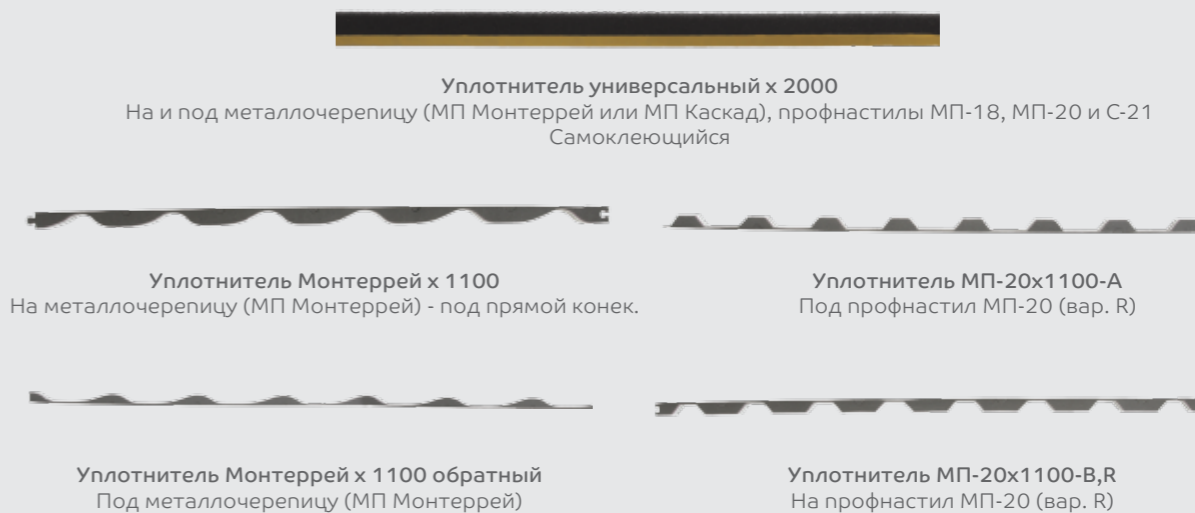 Уплотнитель универсальный х 2000
На и под металлочерепицу (МП Монтеррей или МП Каскад), профнастилы МП-18, МП-20 и С-21
Самоклеющийся
Уплотнитель Монтеррей х 1100
На металлочерепицу (МП Монтеррей) - под прямой конек.
Уплотнитель МП-20х1100-А
Под профнастил МП-20 (вар. R)
Уплотнитель Монтеррей х 1100 обратный
Под металлочерепицу (МП Монтеррей)
Уплотнитель МП-20х1100-B,R
На профнастил МП-20 (вар. R)